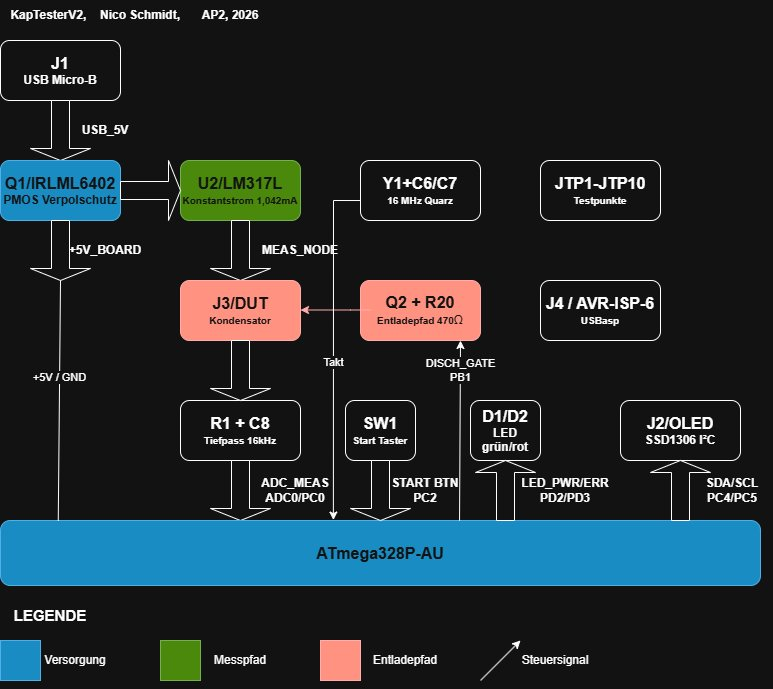 KapTesterV2, Nico Schmidt, AP2, 2026
J1
USB Micro-B
USB_5V
Q1/IRLML6402
PMOS Verpolschutz
U2/LM317L
Konstantstrom 1,042mA
Y1+C6/C7
16 MHz Quarz
JTP1-JTP10
Testpunkte
+5V_BOARD
MEAS_NODE
J3/DUT
Kondensator
Q2 + R20
Entladepfad 470Ω
J4 / AVR-ISP-6
USBasp
+5V / GND
Takt
DISCH_GATE
PB1
R1 + C8
Tiefpass 16kHz
SW1
Start Taster
D1/D2
LED
grün/rot
J2/OLED
SSD1306 I²C
ADC_MEAS
ADC0/PC0
START BTN
PC2
LED_PWR/ERR
PD2/PD3
SDA/SCL
PC4/PC5
ATmega328P-AU
LEGENDE
Versorgung
Messpfad
Entladepfad
Steuersignal